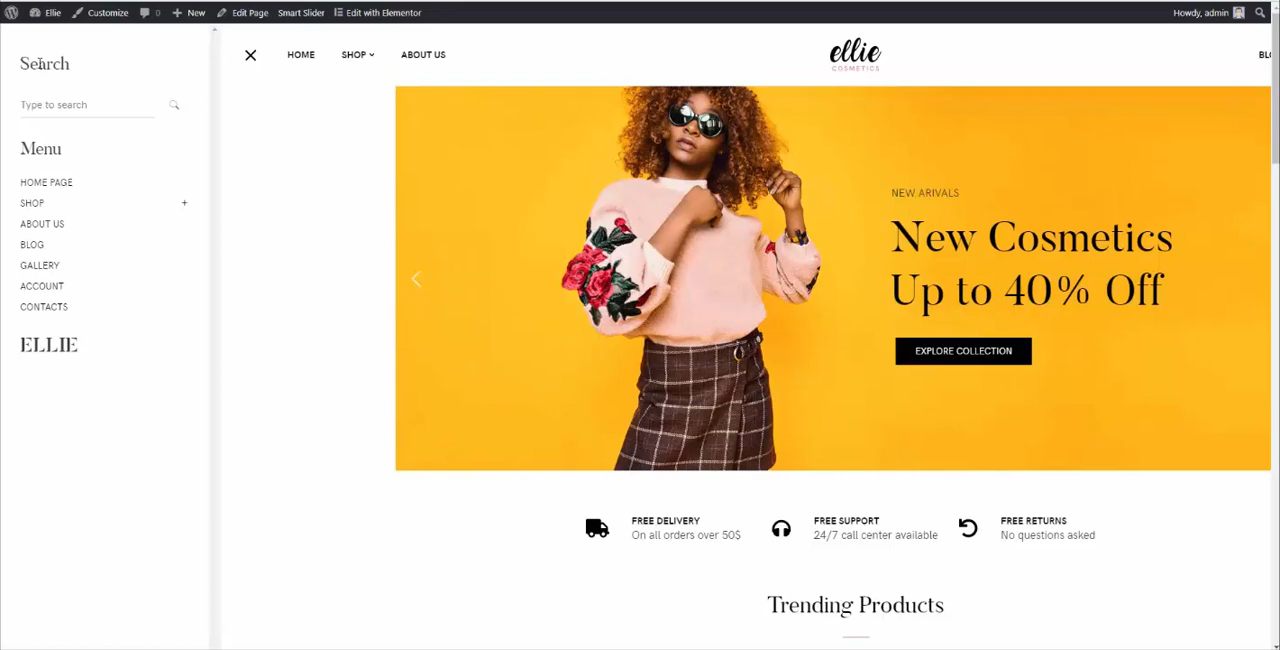 Ellie Customize 0 New Edit Page Smart Slider Edit with Elementor Howdy, admin
Search
Type to search
Menu
HOME PAGE
SHOP +
ABOUT US
BLOG
GALLERY
ACCOUNT
CONTACTS
ELLIE
HOME SHOP ABOUT US
ellie
COSMETICS
NEW ARIVALS
New Cosmetics
Up to 40% Off
EXPLORE COLLECTION
FREE DELIVERY
On all orders over 50$
FREE SUPPORT
24/7 call center available
FREE RETURNS
No questions asked
Trending Products